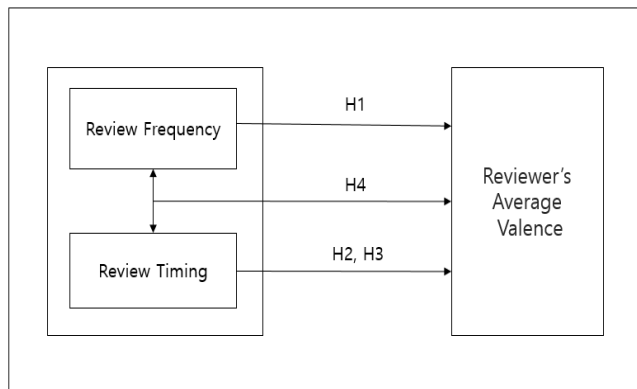 Review Frequency
H1
H4
Review Timing
H2, H3
Reviewer's
Average
Valence